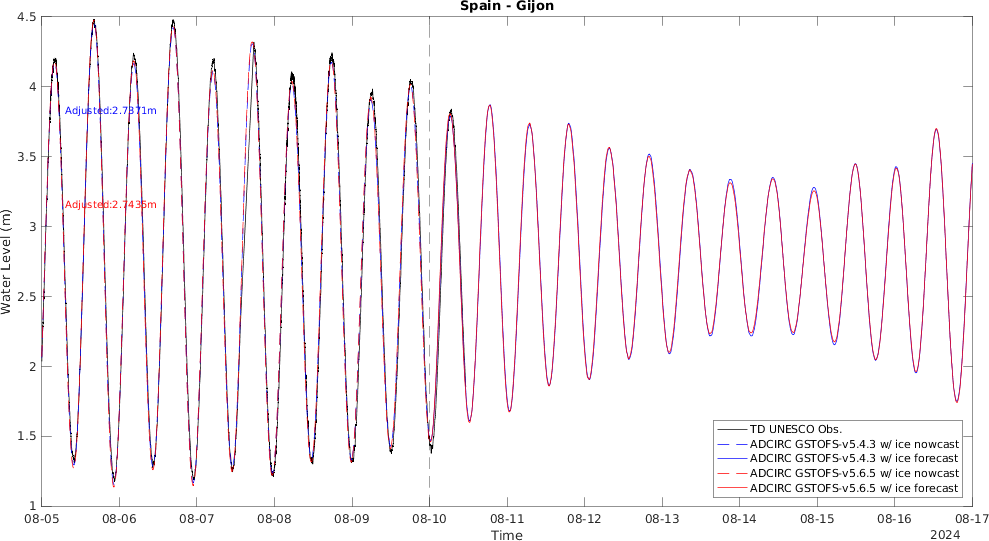 Spain - Gijon
4.5
4
3.5
3
2.5
2
1.5
1
Water Level (m)
Adjusted:2.7371m
Adjusted:2.7435m
TD UNESCO Obs.
ADCIRC GSTOFS-v5.4.3 w/ ice nowcast
ADCIRC GSTOFS-v5.4.3 w/ ice forecast
ADCIRC GSTOFS-v5.6.5 w/ ice nowcast
ADCIRC GSTOFS-v5.6.5 w/ ice forecast
08-05 08-06 08-07 08-08 08-09 08-10 08-11 08-12 08-13 08-14 08-15 08-16 08-17
Time
2024